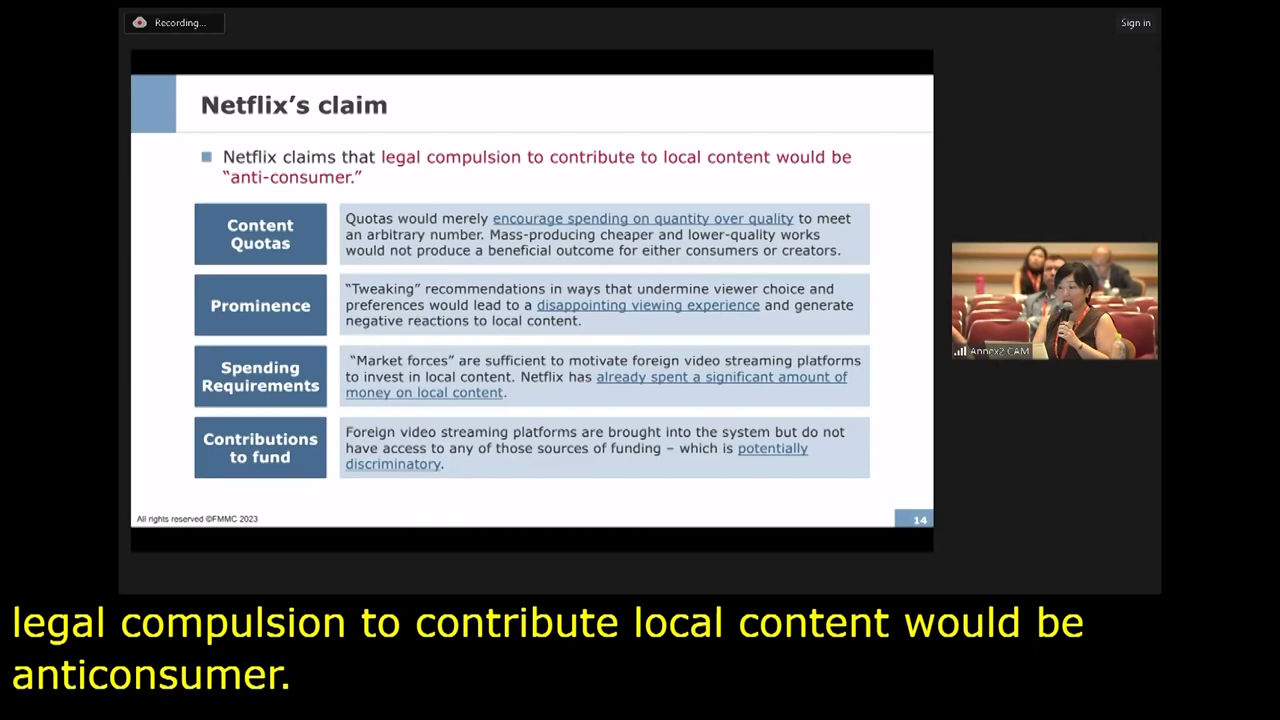 Recording...
Sign in
Netflix’s claim
Netflix claims that legal compulsion to contribute to local content would be
“anti-consumer.”
Content
Quotas
Quotas would merely encourage spending on quantity over quality to meet
an arbitrary number. Mass-producing cheaper and lower-quality works
would not produce a beneficial outcome for either consumers or creators.
Prominence
“Tweaking” recommendations in ways that undermine viewer choice and
preferences would lead to a disappointing viewing experience and generate
negative reactions to local content.
Spending
Requirements
“Market forces” are sufficient to motivate foreign video streaming platforms
to invest in local content. Netflix has already spent a significant amount of
money on local content.
Contributions
to fund
Foreign video streaming platforms are brought into the system but do not
have access to any of those sources of funding – which is potentially
discriminatory.
All rights reserved ©FMMC 2023
14
Annex2 CAM
legal compulsion to contribute local content would be
anticonsumer.